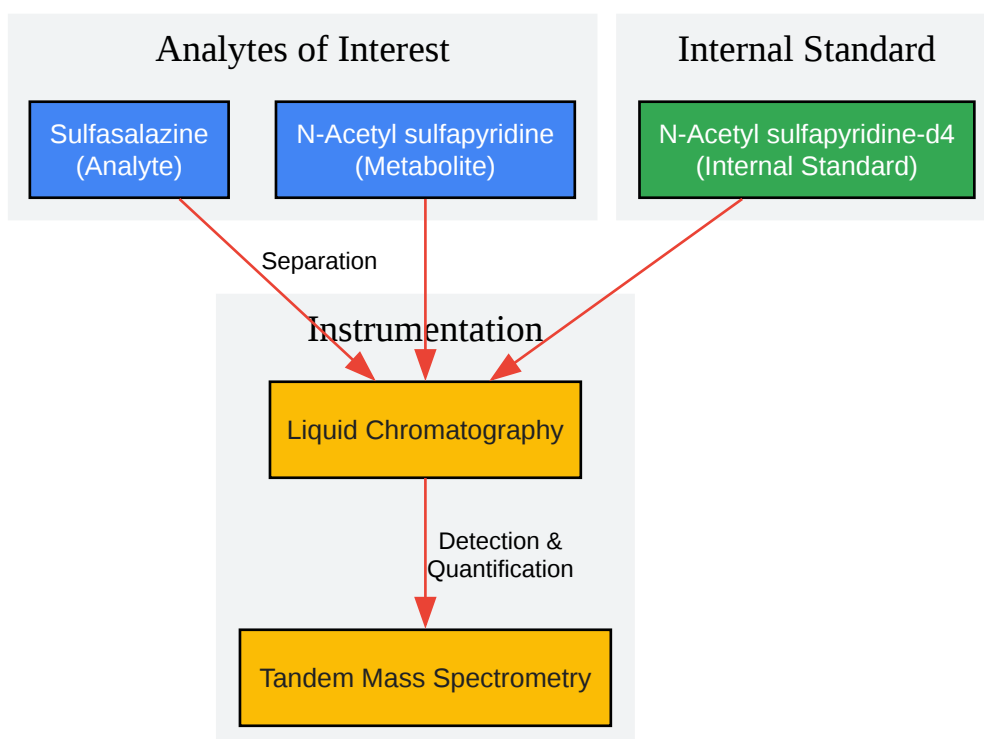 Analytes of Interest
Internal Standard
Sulfasalazine
(Analyte)
N-Acetyl sulfapyridine
(Metabolite)
N-Acetyl sulfapyridine-d4
(Internal Standard)
Separation
Instrumentation
Liquid Chromatography
Detection &
Quantification
Tandem Mass Spectrometry